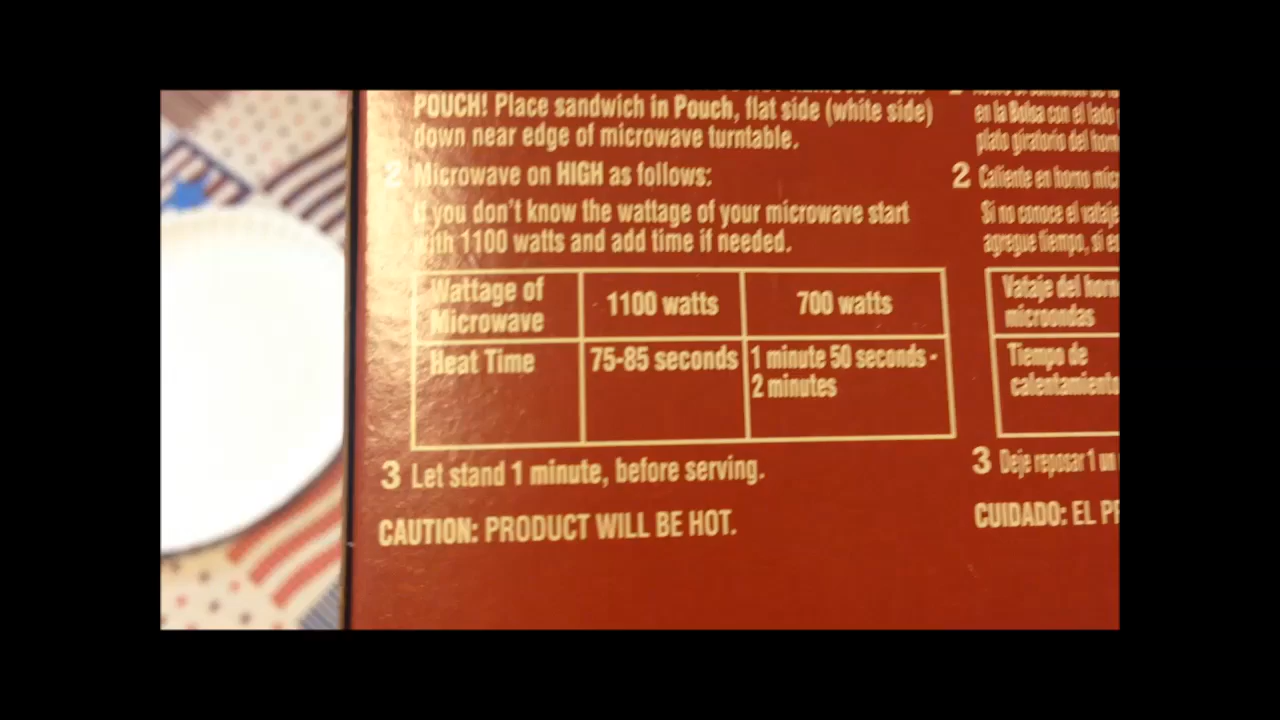 POUCH! Place sandwich in Pouch, flat side (white side)
down near edge of microwave turntable.
2 Microwave on HIGH as follows:
If you don't know the wattage of your microwave start
with 1100 watts and add time if needed.
Wattage of
Microwave
1100 watts
700 watts
Heat Time
75-85 seconds
1 minute 50 seconds -
2 minutes
3 Let stand 1 minute, before serving.
CAUTION: PRODUCT WILL BE HOT.
en la Bolsa con el lado
plato giratorio del
2 Caliente en horno
Si no conoce el vataje
agregue tiempo, si
Vataje del
microondas
Tiempo de
calentamiento
3 Deje reposar 1
CUIDADO: EL